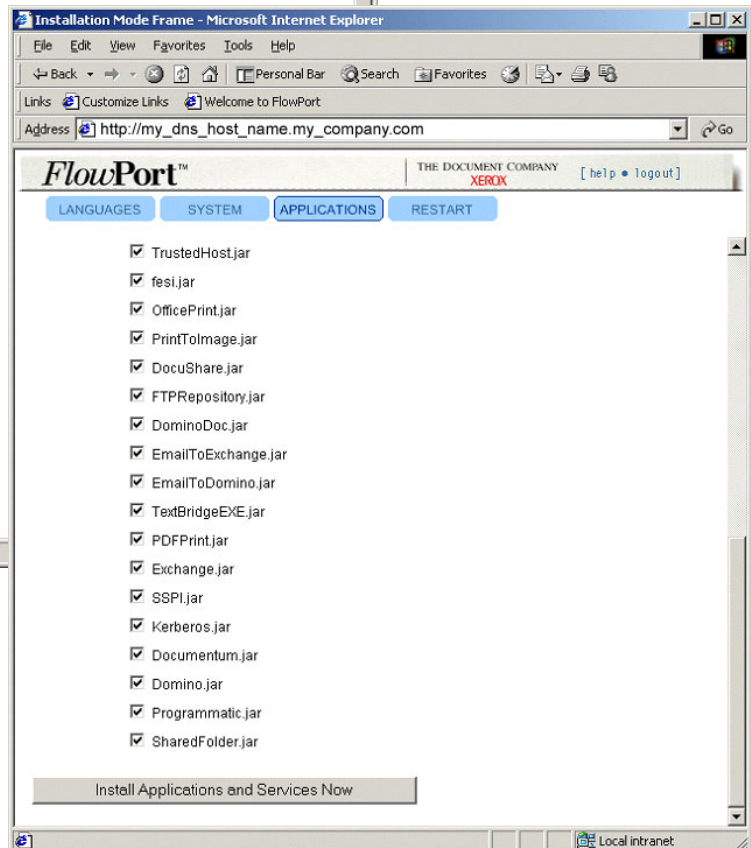 Installation Mode Frame - Microsoft Internet Explorer
File Edit View Favorites Tools Help
Back Personal Bar Search Favorites
Links Customize Links Welcome to FlowPort
Address http://my_dns_host_name.my_company.com Go
FlowPort™ THE DOCUMENT COMPANY
XEROX [ help • logout ]
LANGUAGES SYSTEM APPLICATIONS RESTART
TrustedHost.jar
fesi.jar
OfficePrint.jar
PrintToImage.jar
DocuShare.jar
FTPRepository.jar
DominoDoc.jar
EmailToExchange.jar
EmailToDomino.jar
TextBridgeEXE.jar
PDFPrint.jar
Exchange.jar
SSPI.jar
Kerberos.jar
Documentum.jar
Domino.jar
Programmatic.jar
SharedFolder.jar
Install Applications and Services Now
Local intranet